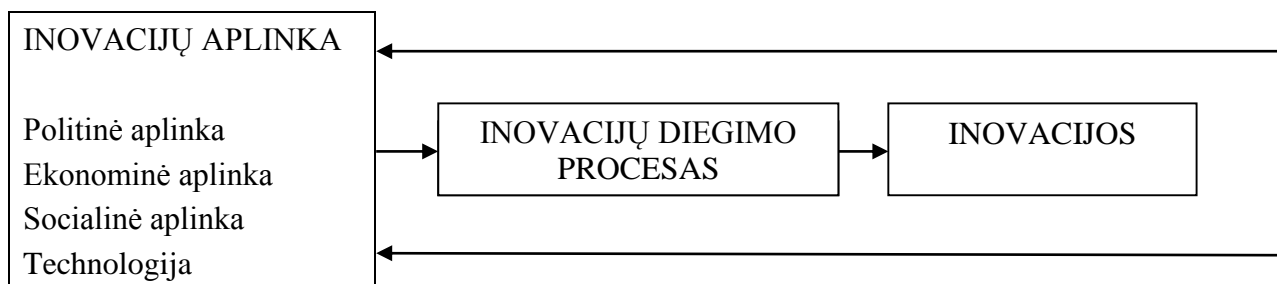 INOVACIJŲ APLINKA
Politinė aplinka
Ekonominė aplinka
Socialinė aplinka
Technologija
INOVACIJŲ DIEGIMO
PROCESAS
INOVACIJOS